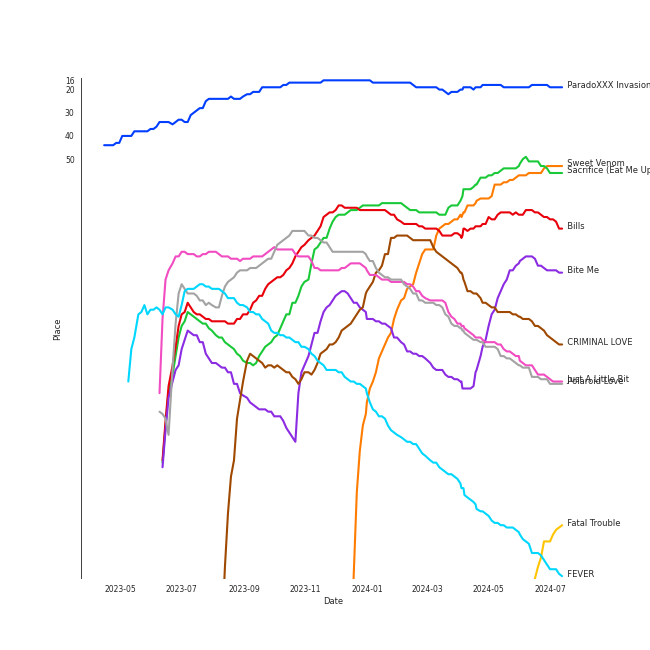 16
20
30
40
50
Place
ParadoXXX Invasion
Sweet Venom
Sacrifice (Eat Me Up
Bills
Bite Me
CRIMINAL LOVE
Just A Little Bit
Polaroid Love
Fatal Trouble
FEVER
2023-05 2023-07 2023-09 2023-11 2024-01 2024-03 2024-05 2024-07
Date